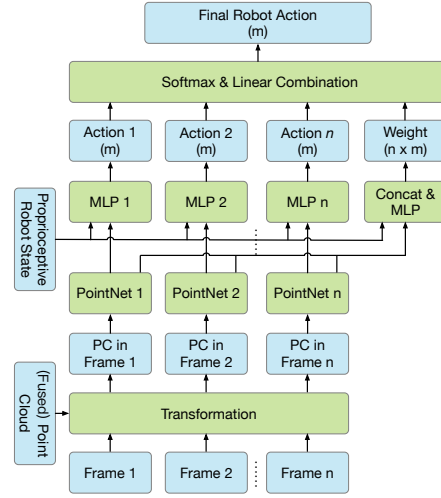 Final Robot Action
(m)
Softmax & Linear Combination
Action 1
(m)
Action 2
(m)
Action n
(m)
Weight
(n x m)
MLP 1
MLP 2
MLP n
Concat &
MLP
Proprioceptive
Robot State
PointNet 1
PointNet 2
PointNet n
PC in
Frame 1
PC in
Frame 2
PC in
Frame n
(Fused) Point
Cloud
Transformation
Frame 1
Frame 2
Frame n